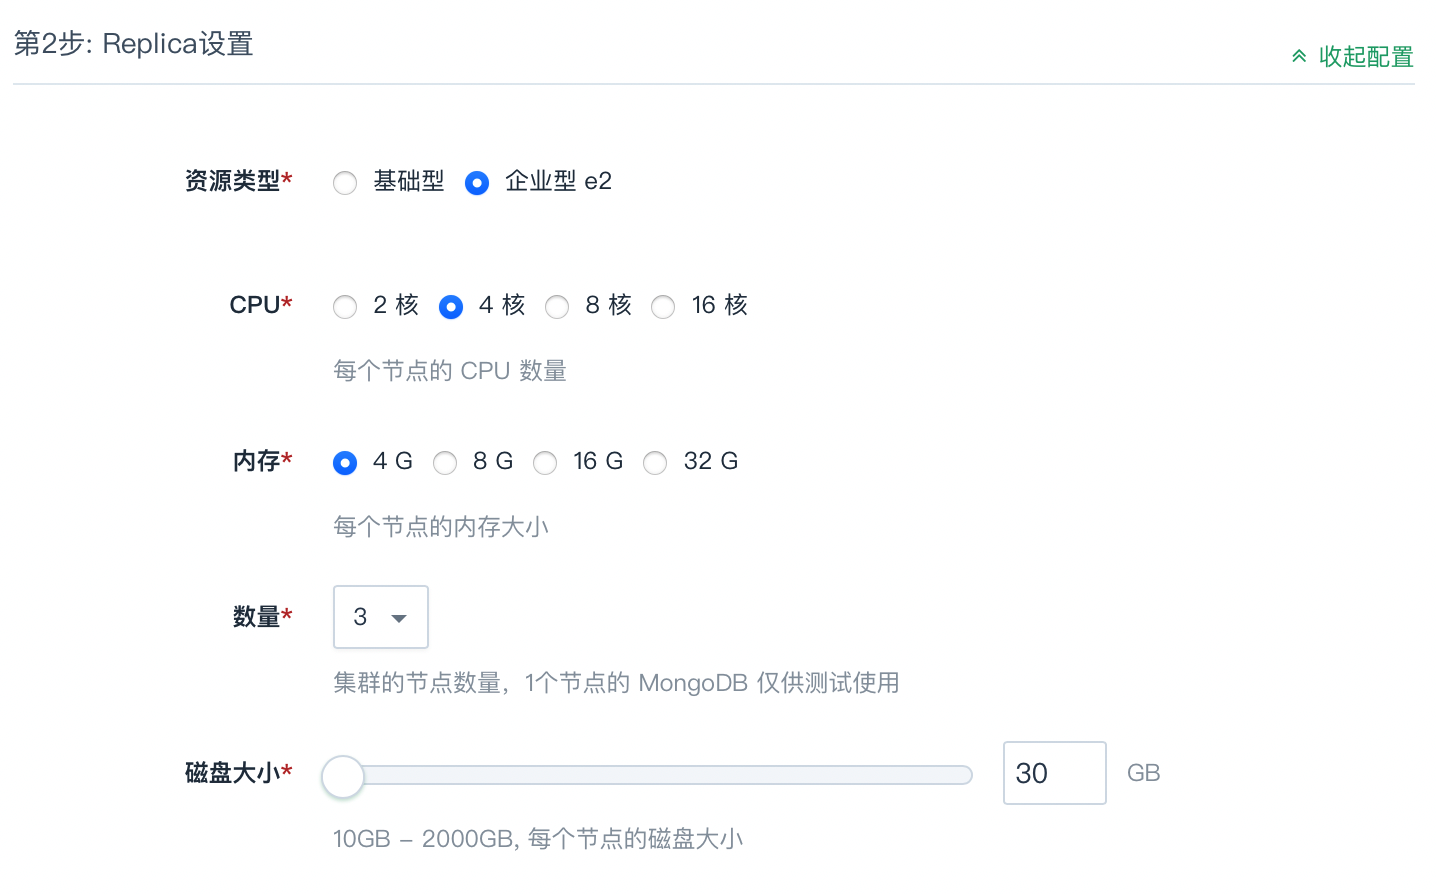 第2步: Replica设置
收起配置
资源类型* 基础型 企业型 e2
CPU* 2 核 4 核 8 核 16 核
每个节点的 CPU 数量
内存* 4 G 8 G 16 G 32 G
每个节点的内存大小
数量* 3
集群的节点数量，1个节点的 MongoDB 仅供测试使用
磁盘大小* 30 GB
10GB – 2000GB, 每个节点的磁盘大小